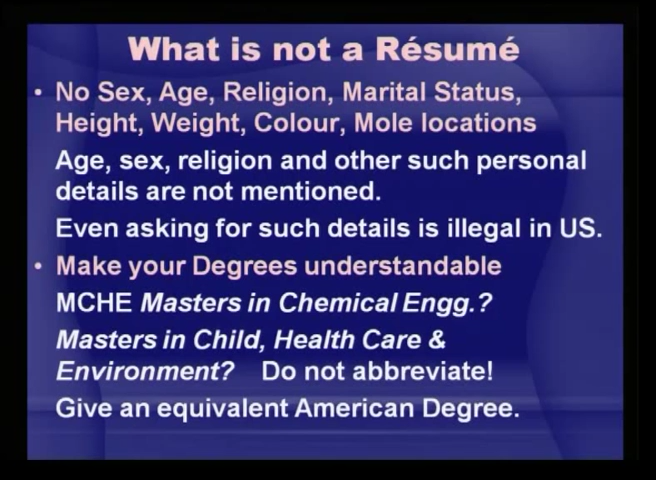 What is not a Résumé
• No Sex, Age, Religion, Marital Status,
Height, Weight, Colour, Mole locations
Age, sex, religion and other such personal
details are not mentioned.
Even asking for such details is illegal in US.
• Make your Degrees understandable
MCHE Masters in Chemical Engg.?
Masters in Child, Health Care &
Environment? Do not abbreviate!
Give an equivalent American Degree.